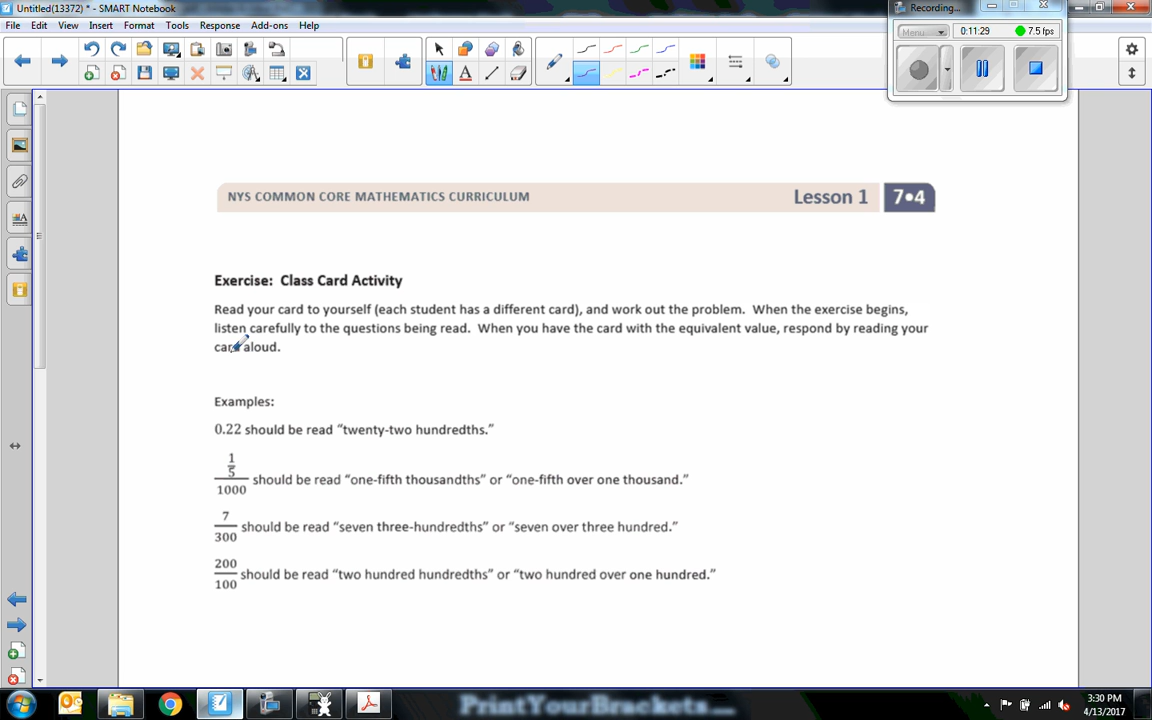 Untitled(13372) * - SMART Notebook
Recording...
File Edit View Insert Format Tools Response Add-ons Help
Menu 0:11:29 7.5 fps
NYS COMMON CORE MATHEMATICS CURRICULUM Lesson 1 7•4
Exercise: Class Card Activity
Read your card to yourself (each student has a different card), and work out the problem. When the exercise begins,
listen carefully to the questions being read. When you have the card with the equivalent value, respond by reading your
card aloud.
Examples:
0.22 should be read “twenty-two hundredths.”
1
5
1000 should be read “one-fifth thousandths” or “one-fifth over one thousand.”
7
300 should be read “seven three-hundredths” or “seven over three hundred.”
200
100 should be read “two hundred hundredths” or “two hundred over one hundred.”
PrintYourBrackets.com
3:30 PM
4/13/2017